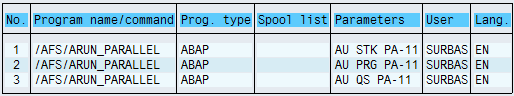 No. Program name/command Prog. type Spool list Parameters User Lang.
1 /AFS/ARUN_PARALLEL ABAP AU STK PA-11 SURBAS EN
2 /AFS/ARUN_PARALLEL ABAP AU PRG PA-11 SURBAS EN
3 /AFS/ARUN_PARALLEL ABAP AU QS PA-11 SURBAS EN